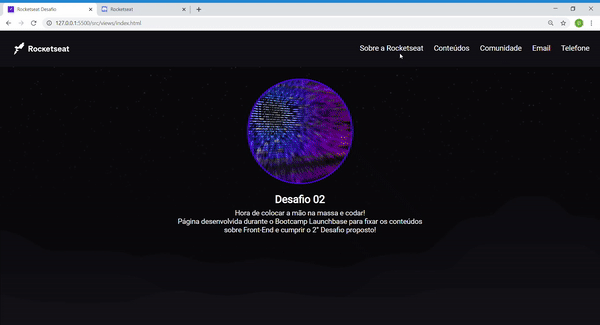 Rocketseat Desafio
Rocketseat
127.0.0.1:5500/src/views/index.html
Rocketseat
Sobre a Rocketseat
Conteúdos
Comunidade
Email
Telefone
Desafio 02
Hora de colocar a mão na massa e codar!
Página desenvolvida durante o Bootcamp Launchbase para fixar os conteúdos
sobre Front-End e cumprir o 2° Desafio proposto!